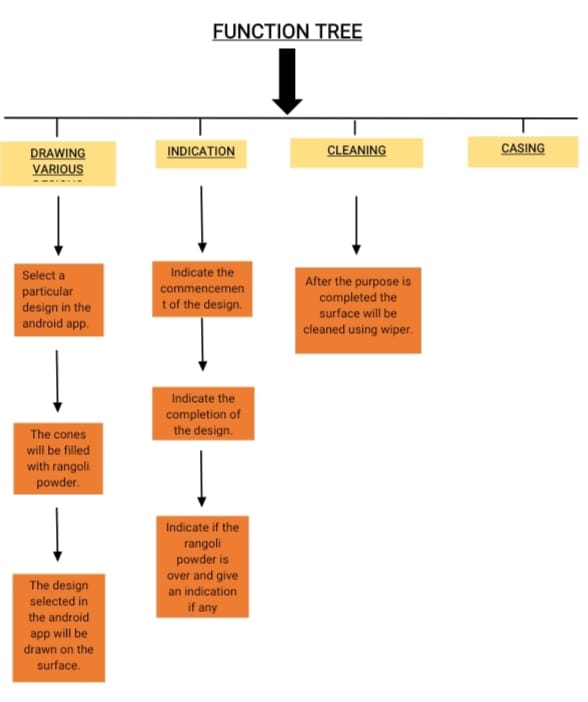 FUNCTION TREE
DRAWING
VARIOUS
INDICATION
CLEANING
CASING
Select a
particular
design in the
android app.
The cones
will be filled
with rangoli
powder.
The design
selected in
the android
app will be
drawn on the
surface.
Indicate the
commencemen
t of the design.
Indicate the
completion of
the design.
Indicate if the
rangoli
powder is
over and give
an indication
if any
After the purpose is
completed the
surface will be
cleaned using wiper.